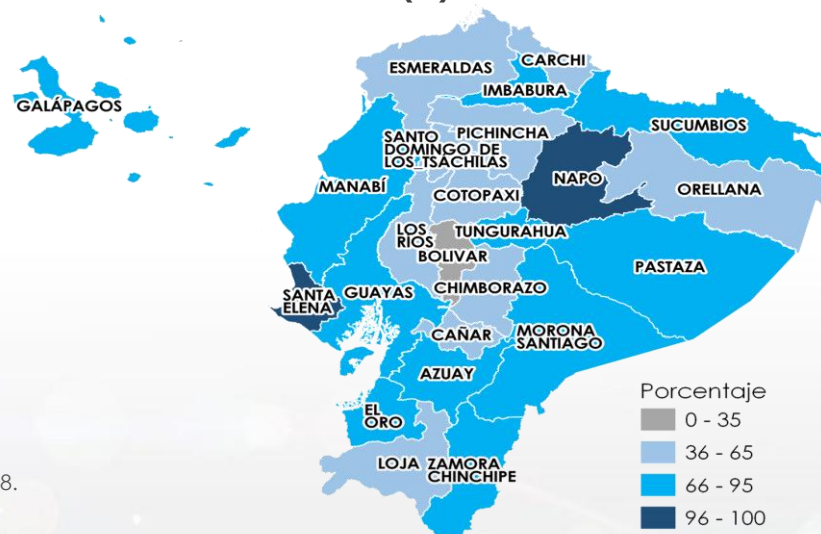 ESMERALDAS
CARCHI
IMBABURA
GALÁPAGOS
SUCUMBIOS
PICHINCHA
SANTO
DOMINGO DE
LOS_TSÁCHILAS
MANABÍ
NAPO
ORELLANA
COTOPAXI
LOS
RÍOS
TUNGURAHUA
BOLIVAR
PASTAZA
CHIMBORAZO
SANTA
ELENA
GUAYAS
CAÑAR
MORONA
SANTIAGO
AZUAY
EL
ORO
LOJA
ZAMORA
CHINCHIPE
Porcentaje
0 - 35
36 - 65
66 - 95
96 - 100
8.